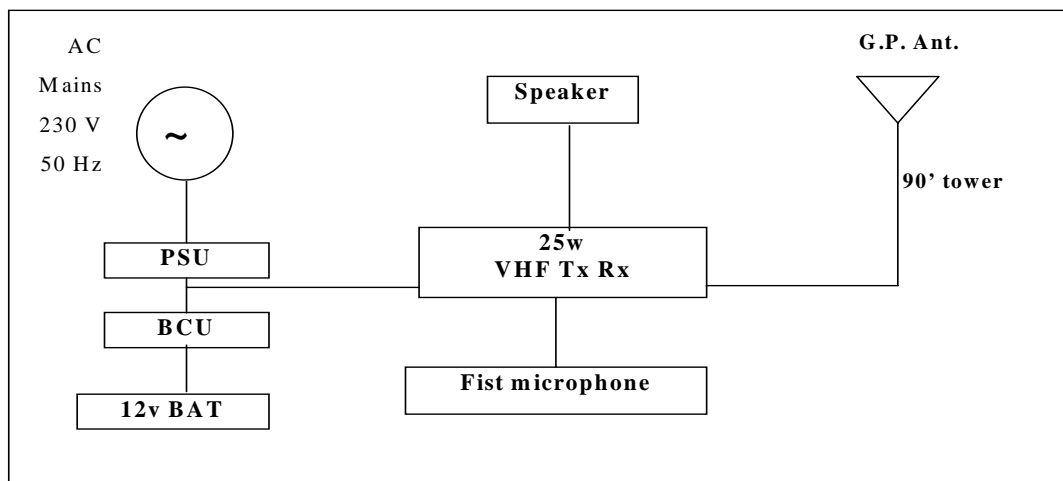 AC
Mains
230 V
50 Hz
~
PSU
BCU
12v BAT
Speaker
25w
VHF Tx Rx
Fist microphone
G.P. Ant.
90’ tower